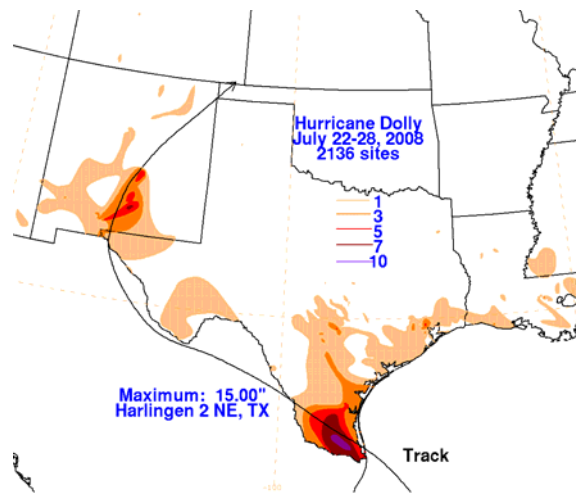 Hurricane Dolly
July 22-28, 2008
2136 sites
1
3
5
7
10
Maximum: 15.00"
Harlingen 2 NE, TX
Track
-100